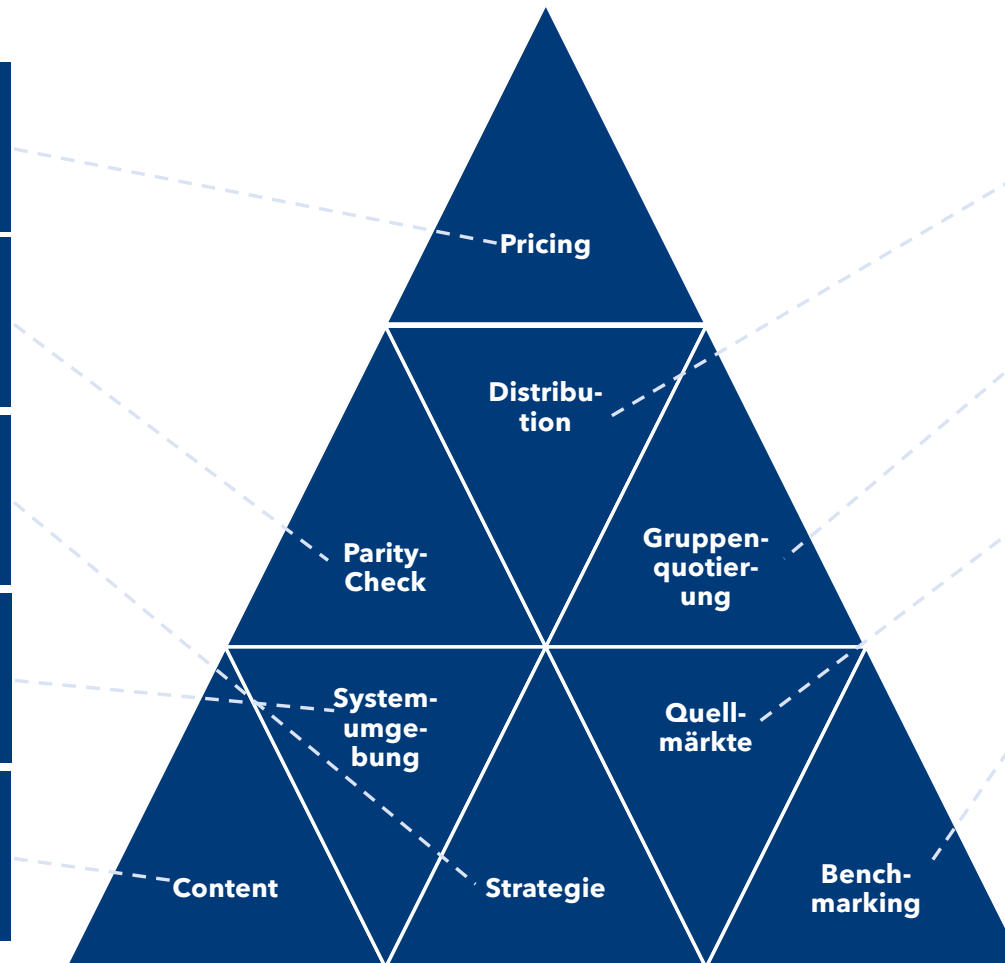 Pricing
Distribu-
tion
Parity-
Check
Gruppen-
quotier-
ung
System-
umge-
bung
Quell-
märkte
Content
Strategie
Bench-
marking